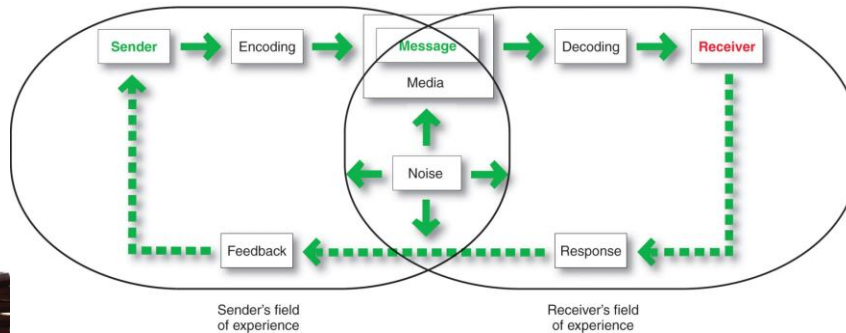 Sender
Encoding
Message
Media
Decoding
Receiver
Noise
Feedback
Response
Sender's field
of experience
Receiver's field
of experience